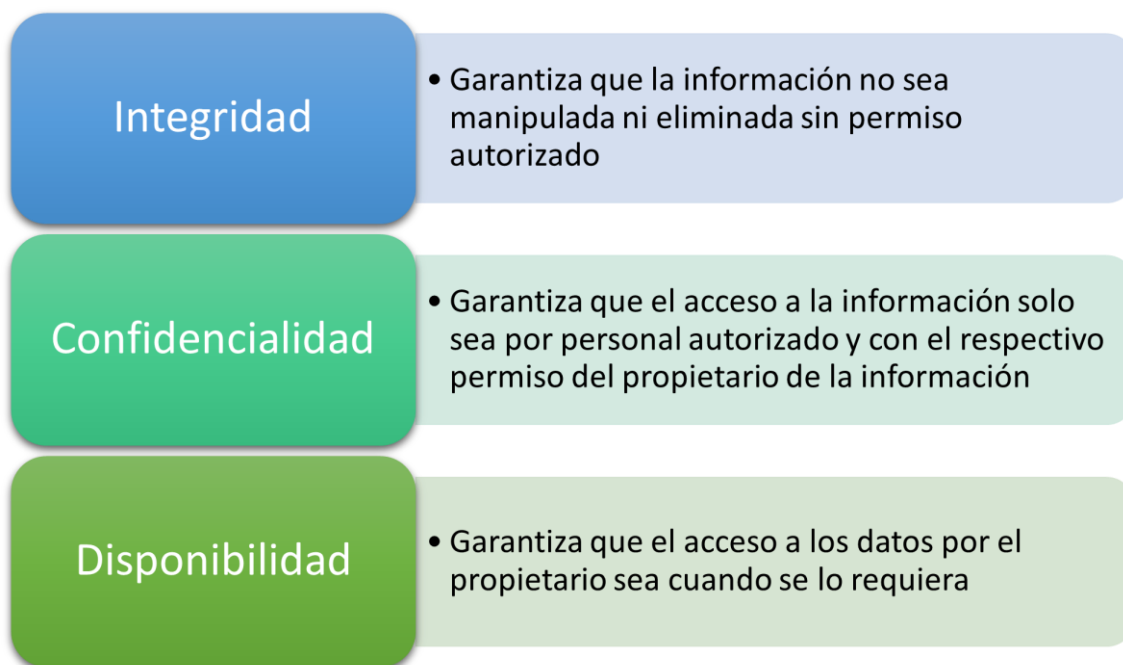 Integridad
• Garantiza que la información no sea
manipulada ni eliminada sin permiso
autorizado
Confidencialidad
• Garantiza que el acceso a la información solo
sea por personal autorizado y con el respectivo
permiso del propietario de la información
Disponibilidad
• Garantiza que el acceso a los datos por el
propietario sea cuando se lo requiera